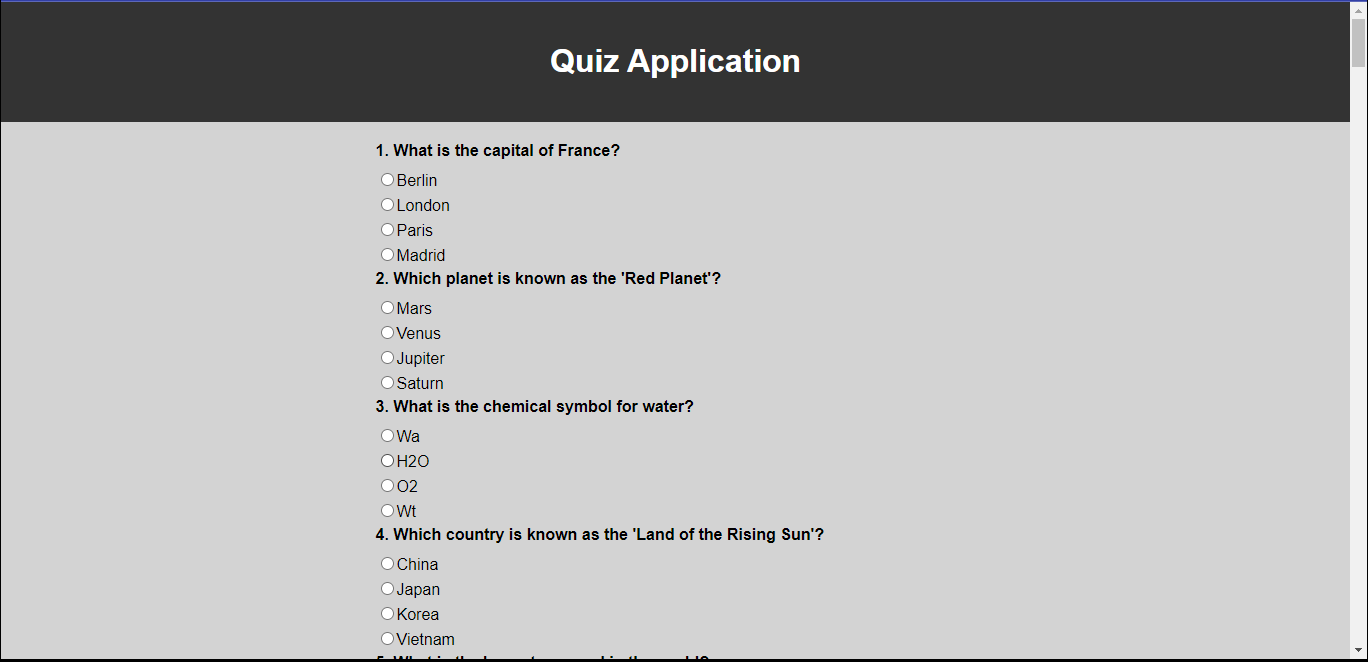 Quiz Application
1. What is the capital of France?
Berlin
London
Paris
Madrid
2. Which planet is known as the 'Red Planet'?
Mars
Venus
Jupiter
Saturn
3. What is the chemical symbol for water?
Wa
H2O
O2
Wt
4. Which country is known as the 'Land of the Rising Sun'?
China
Japan
Korea
Vietnam